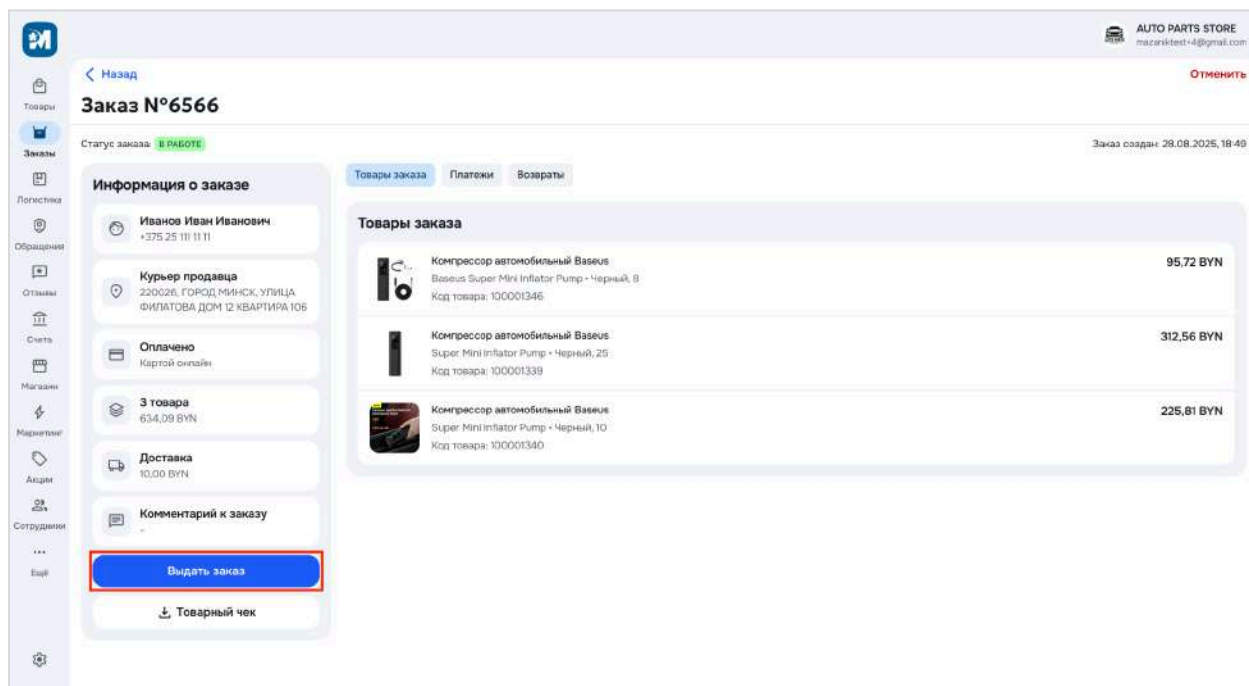 AUTO PARTS STORE
mazaniktest+4@gmail.com
Назад
Отменить
Заказ №6566
Статус заказа: В РАБОТЕ
Заказ создан: 28.08.2025, 18:49
Товары
Заказы
Логистика
Обращения
Отзывы
Счета
Магазин
Маркетинг
Акции
Сотрудники
Ещё
Информация о заказе
Иванов Иван Иванович
+375 25 111 11 11
Курьер продавца
220026, ГОРОД МИНСК, УЛИЦА
ФИЛАТОВА ДОМ 12 КВАРТИРА 106
Оплачено
Картой онлайн
3 товара
634,09 BYN
Доставка
10,00 BYN
Комментарий к заказу
-
Выдать заказ
Товарный чек
Товары заказа
Платежи
Возвраты
Товары заказа
Компрессор автомобильный Baseus
95,72 BYN
Baseus Super Mini Inflator Pump • Черный, 8
Код товара: 100001346
Компрессор автомобильный Baseus
312,56 BYN
Super Mini Inflator Pump • Черный, 25
Код товара: 100001339
Компрессор автомобильный Baseus
225,81 BYN
Super Mini Inflator Pump • Черный, 10
Код товара: 100001340